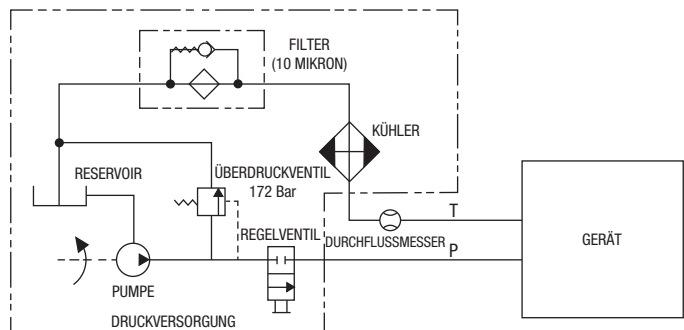 FILTER
(10 MIKRON)
KÜHLER
RESERVOIR
ÜBERDRUCKVENTIL
172 Bar
T
REGELVENTIL
DURCHFLUSSMESSER
GERÄT
P
PUMPE
DRUCKVERSORGUNG